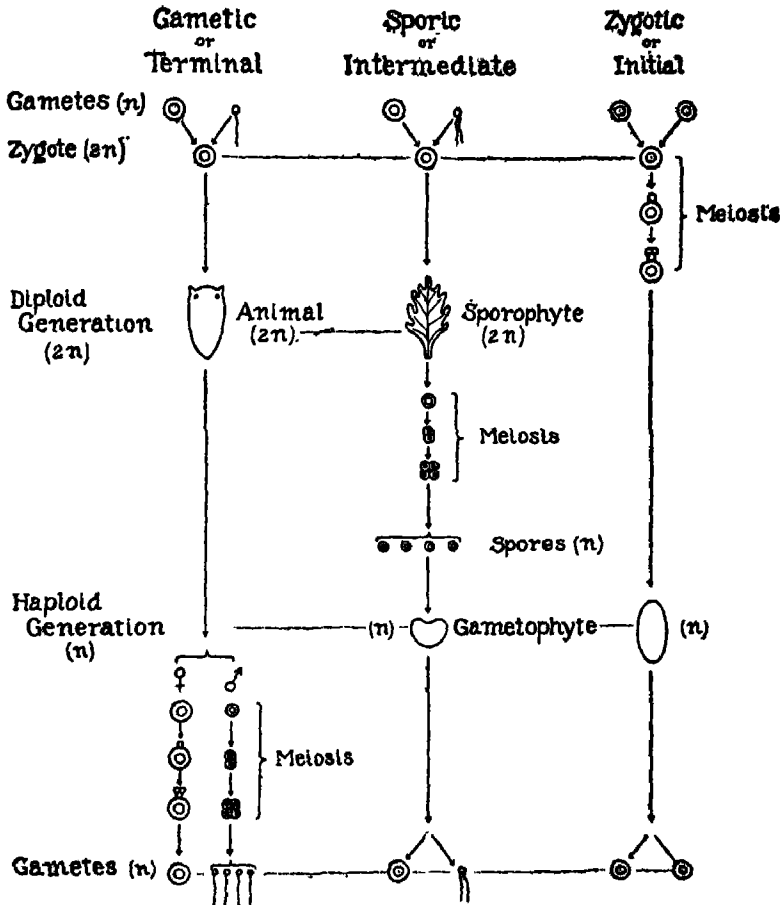 Gametic
or
Terminal
Sporic
or
Intermediate
Zygotic
or
Initial
Gametes (n)
Zygote (2n)
Meiosis
Diploid
Generation
(2n)
Animal
(2n).
Sporophyte
(2n)
Meiosis
Spores (n)
Haploid
Generation
(n)
(n)
Gametophyte
(n)
♀ ♂
Meiosis
Gametes (n)